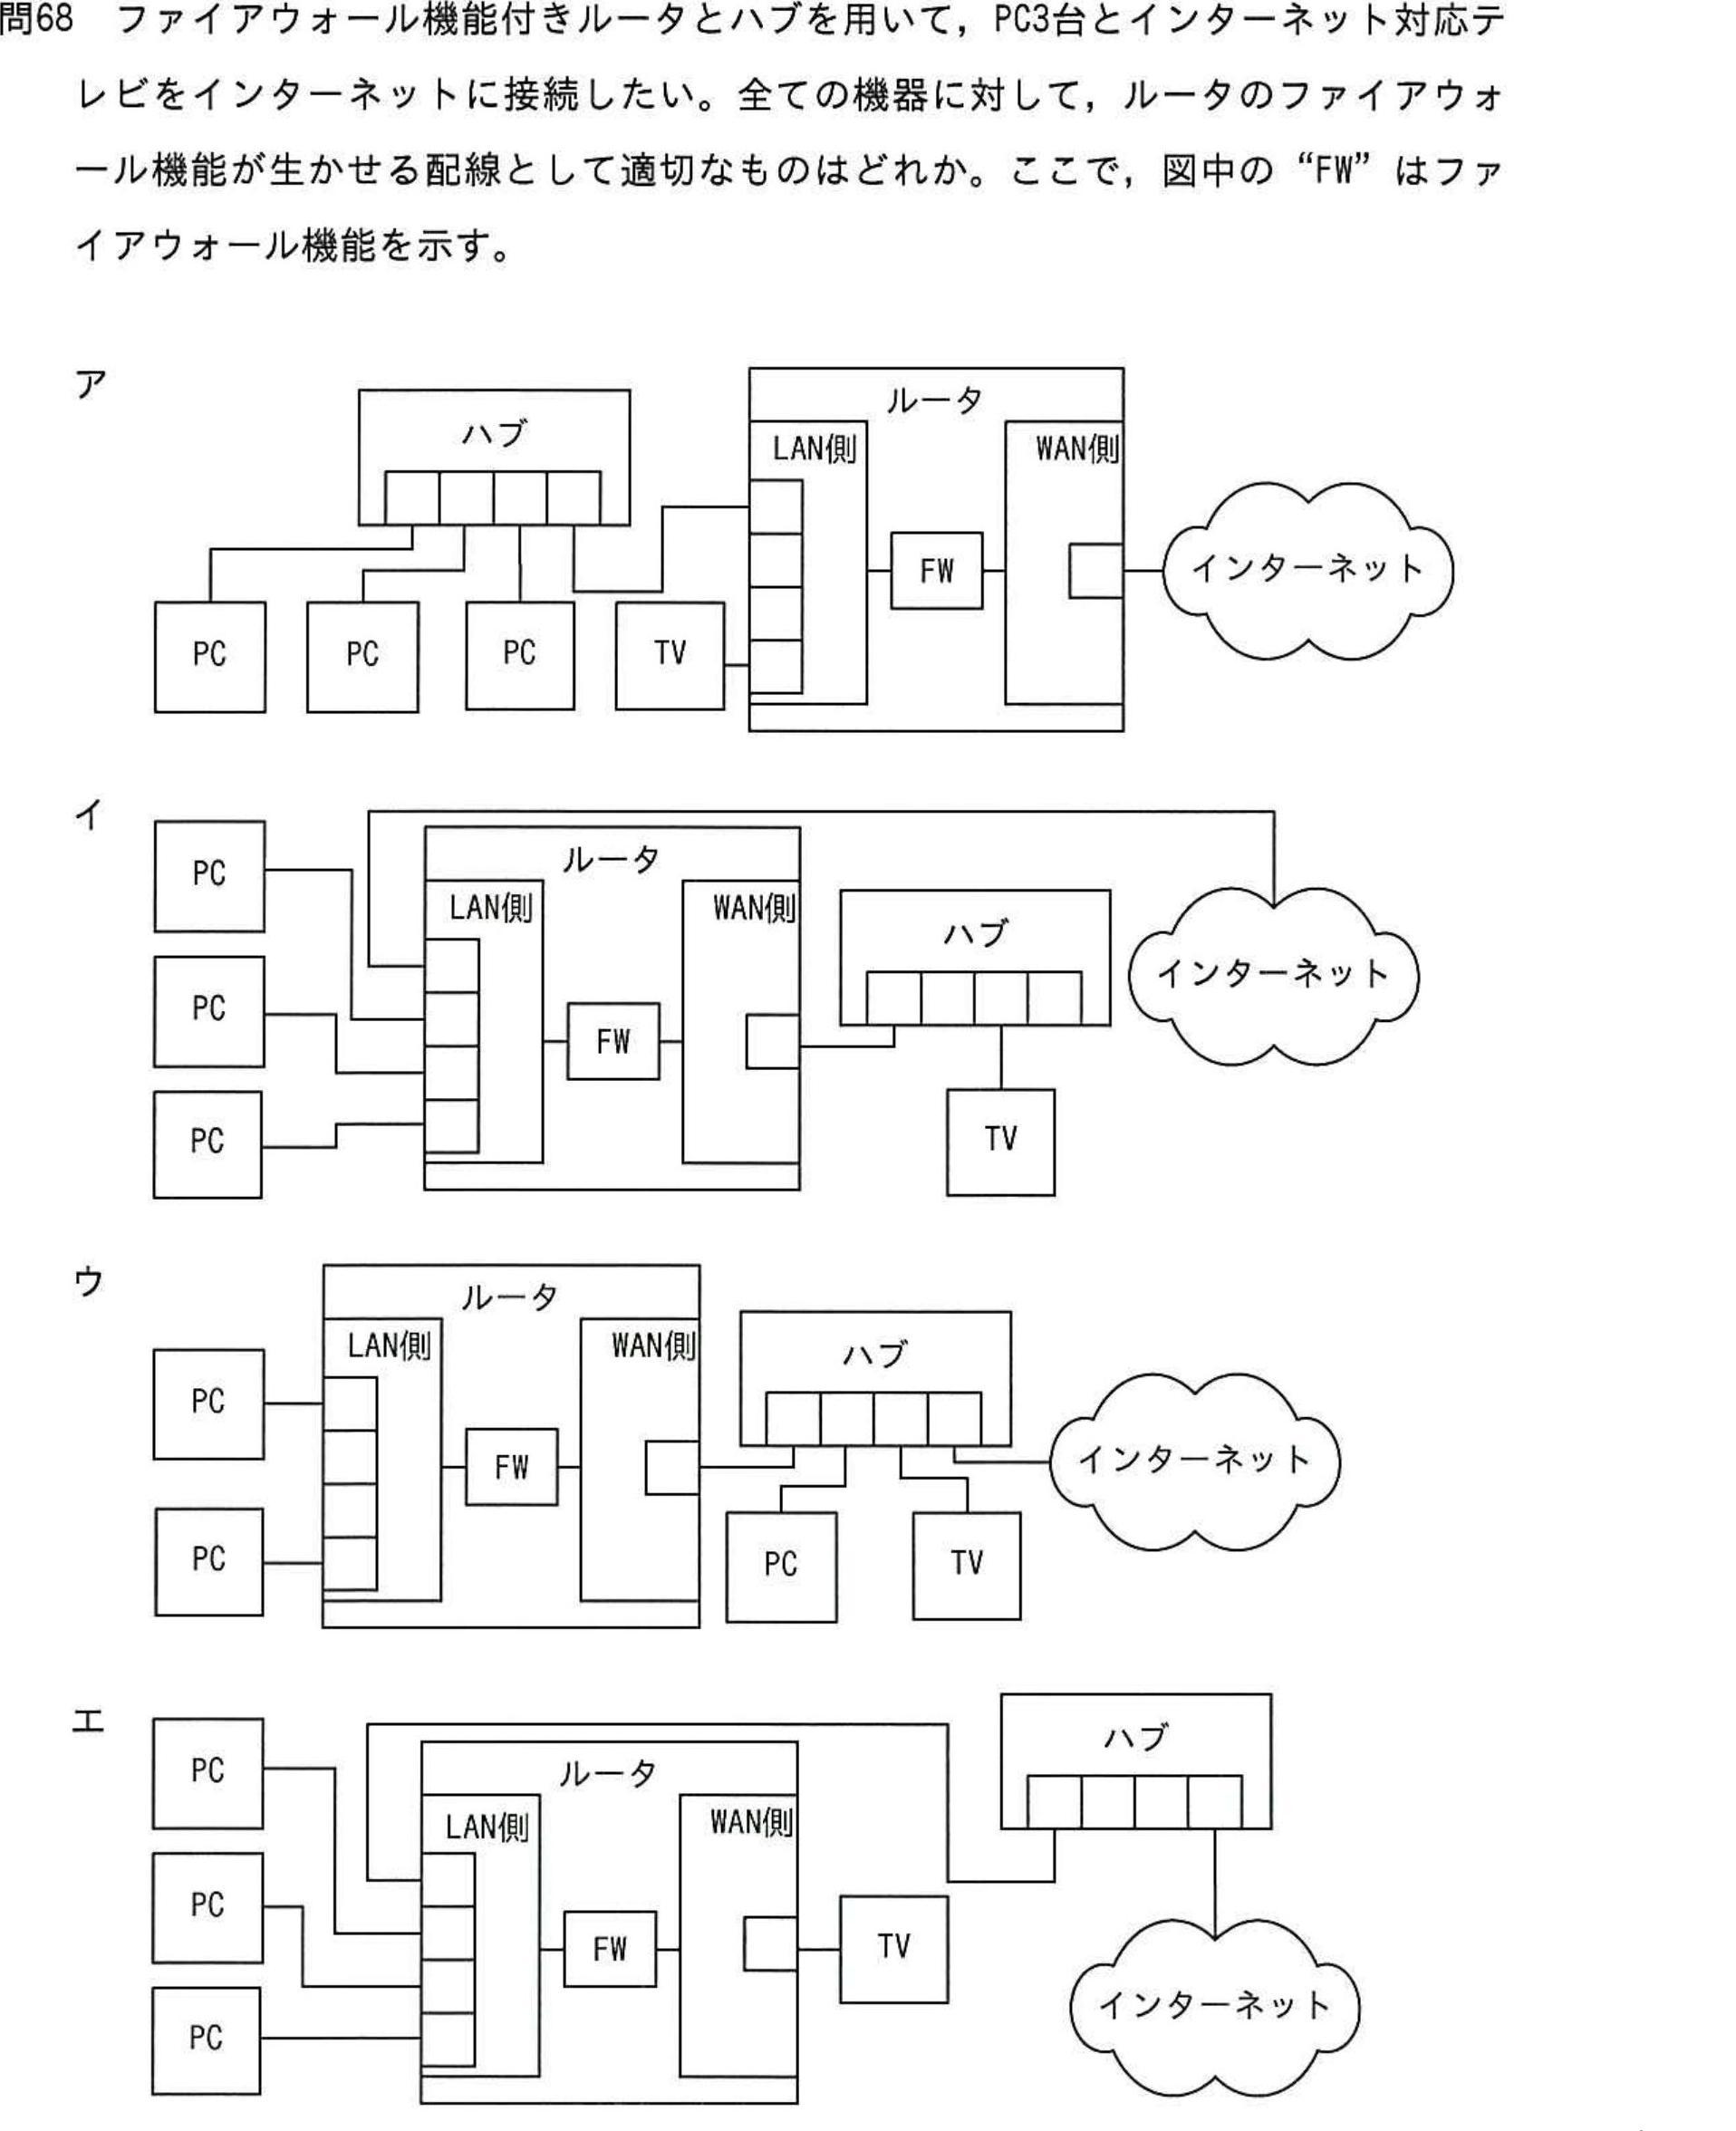 問68 ファイアウォール機能付きルータとハブを用いて，PC3台とインターネット対応テ
レビをインターネットに接続したい。全ての機器に対して，ルータのファイアウォ
ール機能が生かせる配線として適切なものはどれか。ここで，図中の“FW”はファ
イアウォール機能を示す。
ア
ルータ
ハブ
LAN側
WAN側
FW
インターネット
PC
PC
PC
TV
イ
PC
ルータ
LAN側
WAN側
ハブ
インターネット
PC
FW
PC
TV
ウ
ルータ
LAN側
WAN側
ハブ
PC
FW
インターネット
PC
PC
TV
エ
ハブ
PC
ルータ
LAN側
WAN側
PC
FW
TV
インターネット
PC